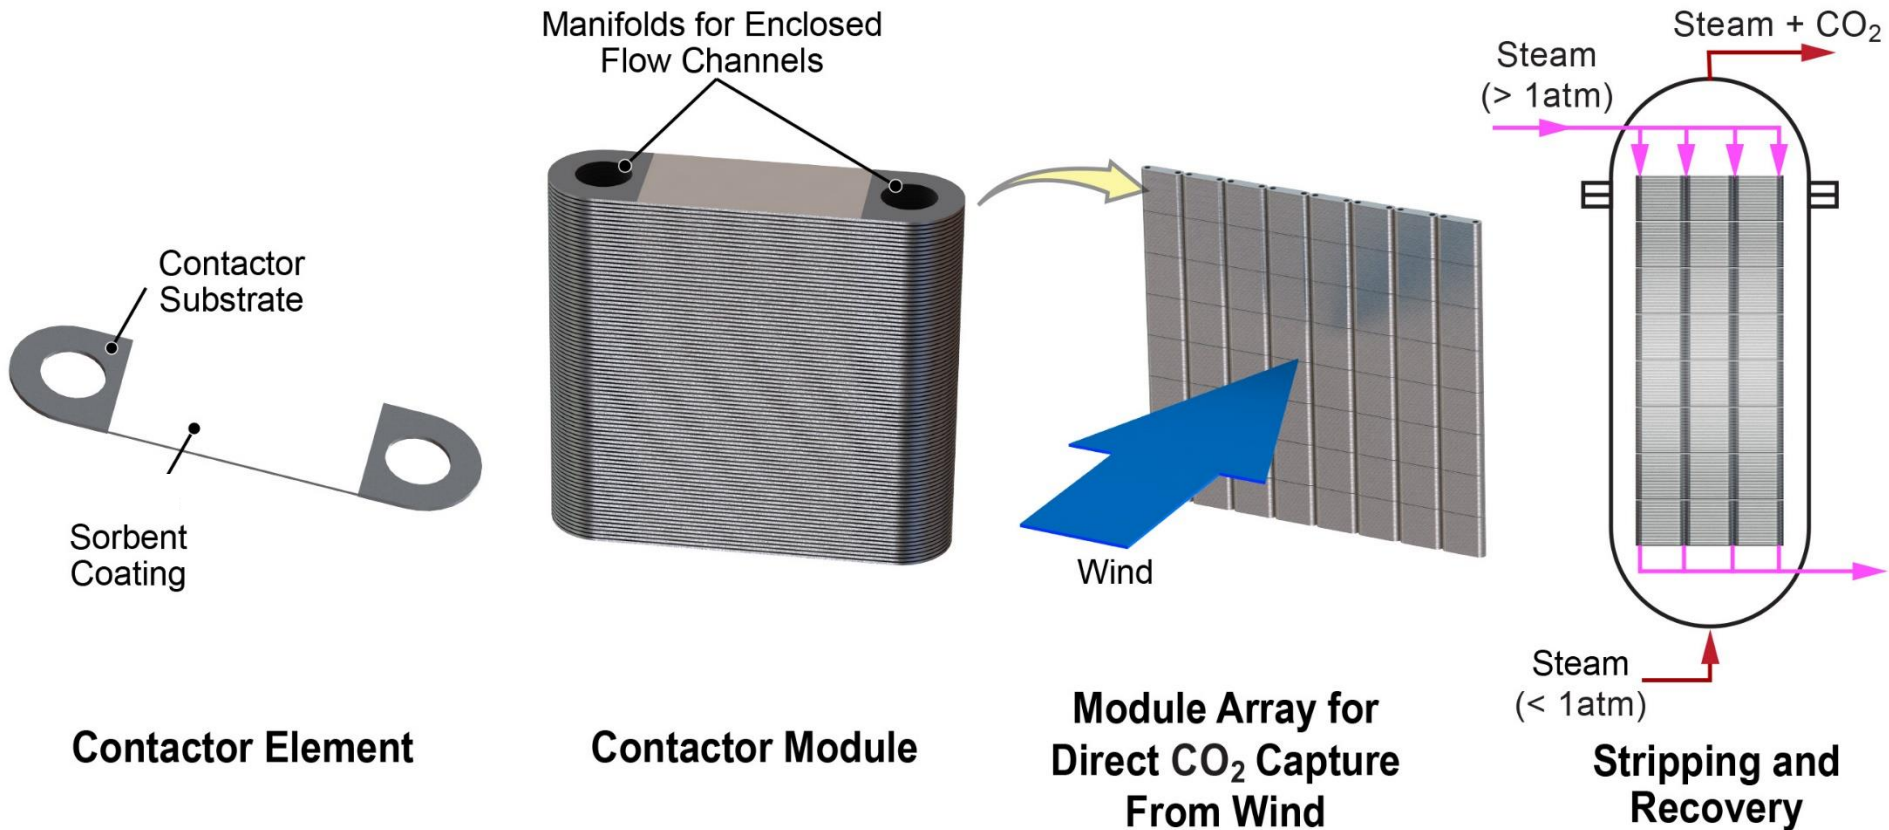 Manifolds for Enclosed
Flow Channels
Steam + CO₂
Steam
(> 1atm)
Contactor
Substrate
Sorbent
Coating
Wind
Steam
(< 1atm)
Contactor Element
Contactor Module
Module Array for
Direct CO₂ Capture
From Wind
Stripping and
Recovery